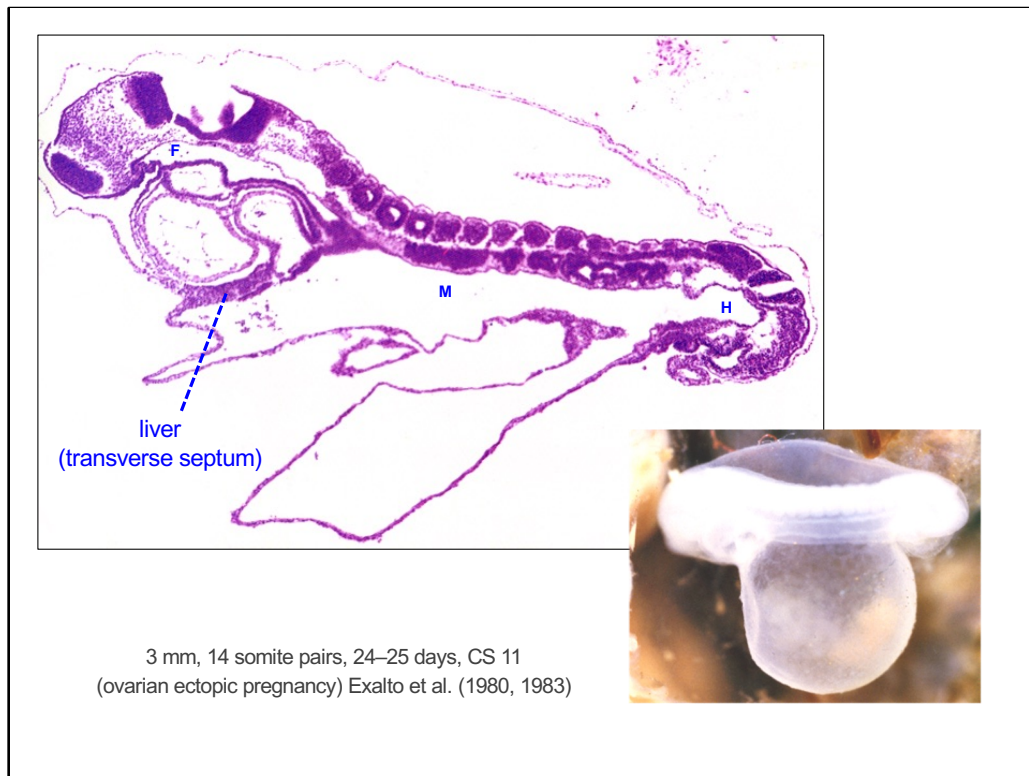 F
M
H
liver
(transverse septum)
3 mm, 14 somite pairs, 24–25 days, CS 11
(ovarian ectopic pregnancy) Exalto et al. (1980, 1983)